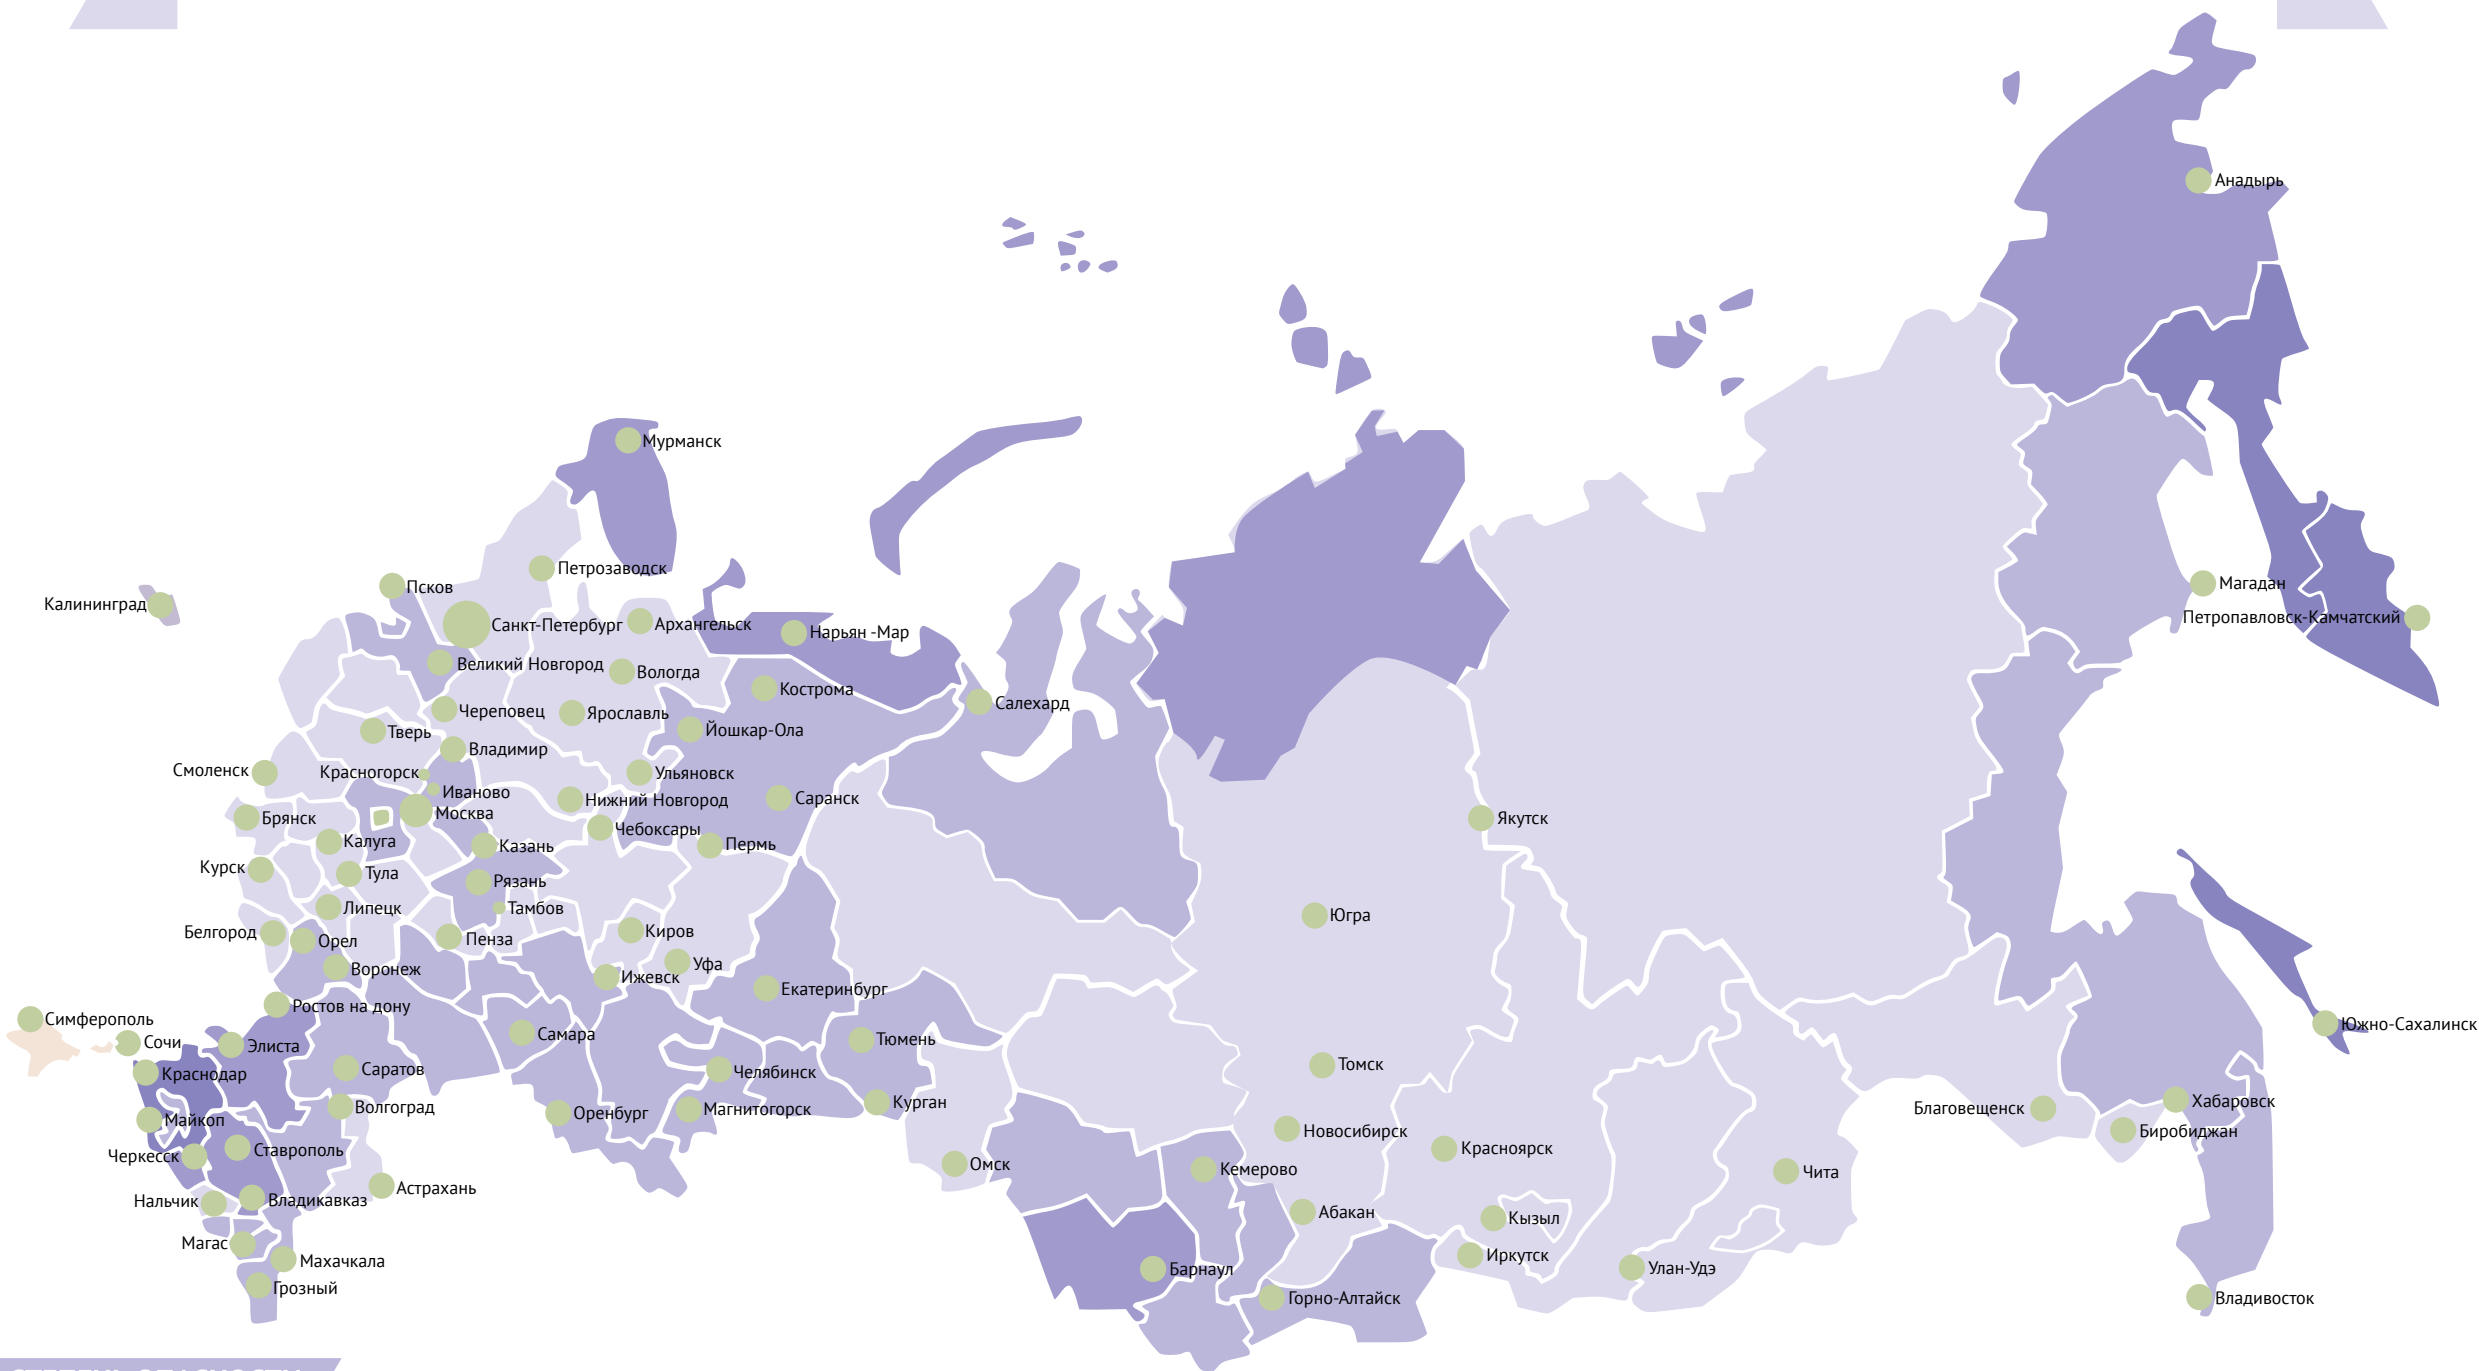 Анадырь
Мурманск
Петрозаводск
Псков
Магадан
Калининград
Петропавловск-Камчатский
Санкт-Петербург
Архангельск
Нарьян -Мар
Великий Новгород
Вологда
Кострома
Салехард
Череповец
Ярославль
Йошкар-Ола
Тверь
Владимир
Смоленск
Красногорск
Ульяновск
Иваново
Нижний Новгород
Саранск
Москва
Брянск
Якутск
Чебоксары
Калуга
Казань
Пермь
Курск
Тула
Рязань
Липецк
Тамбов
Югра
Белгород
Орел
Пенза
Киров
Воронеж
Уфа
Ижевск
Екатеринбург
Ростов на дону
Симферополь
Южно-Сахалинск
Самара
Сочи
Элиста
Тюмень
Томск
Саратов
Челябинск
Краснодар
Курган
Хабаровск
Волгоград
Магнитогорск
Благовещенск
Оренбург
Майкоп
Новосибирск
Биробиджан
Ставрополь
Красноярск
Черкесск
Омск
Кемерово
Чита
Астрахань
Нальчик
Владикавказ
Абакан
Кызыл
Магас
Иркутск
Махачкала
Барнаул
Улан-Удэ
Грозный
Горно-Алтайск
Владивосток